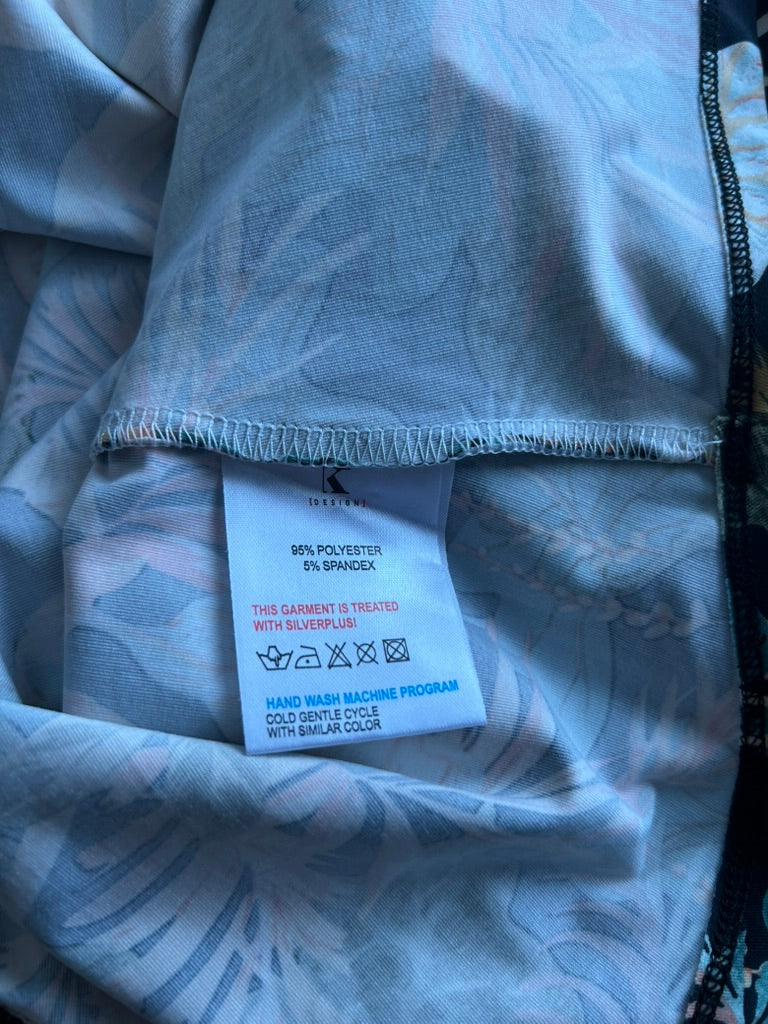 K
[DESIGN]
95% POLYESTER
5% SPANDEX
THIS GARMENT IS TREATED
WITH SILVERPLUS!
HAND WASH MACHINE PROGRAM
COLD GENTLE CYCLE
WITH SIMILAR COLOR